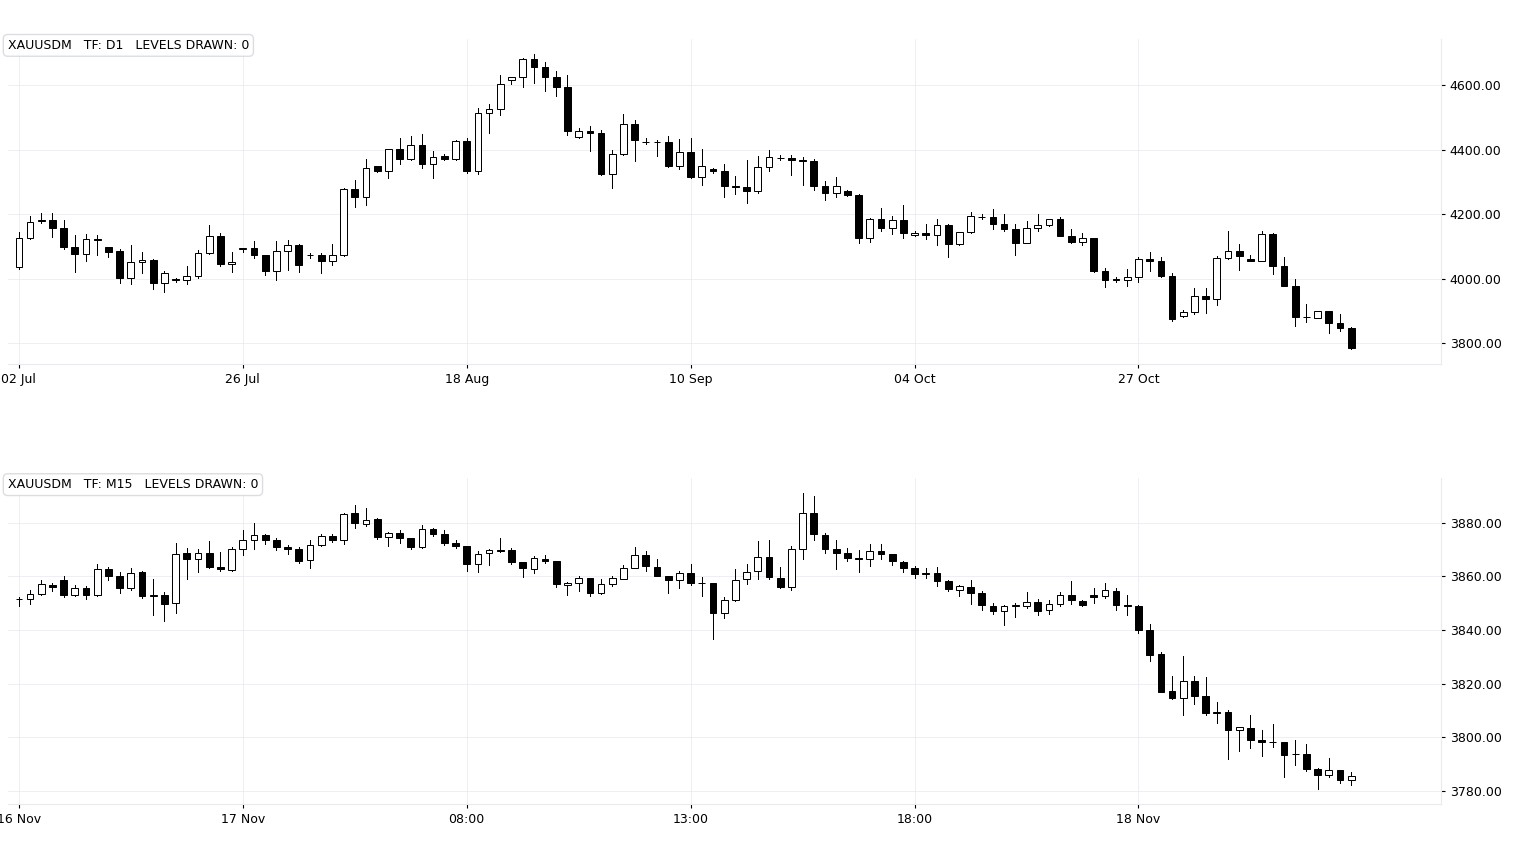 XAUUSDM TF: D1 LEVELS DRAWN: 0
4600.00
4400.00
4200.00
4000.00
3800.00
02 Jul 26 Jul 18 Aug 10 Sep 04 Oct 27 Oct
XAUUSDM TF: M15 LEVELS DRAWN: 0
3880.00
3860.00
3840.00
3820.00
3800.00
3780.00
16 Nov 17 Nov 08:00 13:00 18:00 18 Nov